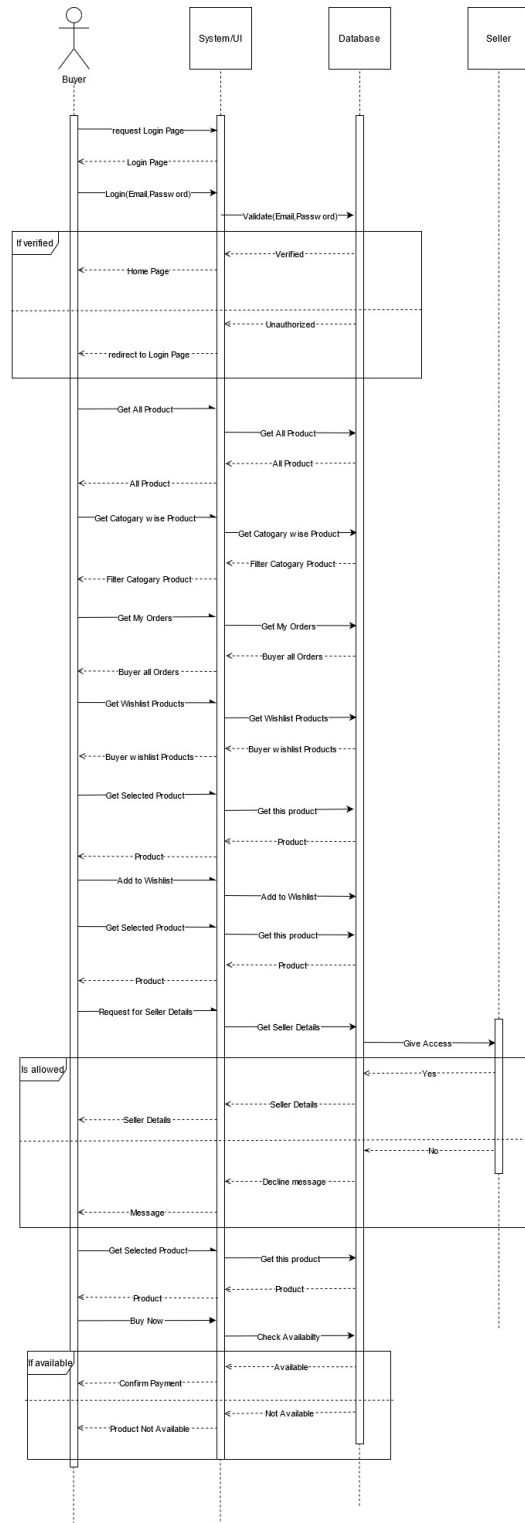 System/UI
Database
Seller
Buyer
request Login Page
Login Page
Login(Email,Password)
Validate(Email,Password)
If verified
Verified
Home Page
Unauthorized
redirect to Login Page
Get All Product
Get All Product
All Product
All Product
Get Catogary wise Product
Get Catogary wise Product
Filter Catogary Product
Filter Catogary Product
Get My Orders
Get My Orders
Buyer all Orders
Buyer all Orders
Get Wishlist Products
Get Wishlist Products
Buyer wishlist Products
Buyer wishlist Products
Get Selected Product
Get this product
Product
Product
Add to Wishlist
Add to Wishlist
Get Selected Product
Get this product
Product
Product
Request for Seller Details
Get Seller Details
Give Access
Is allowed
Yes
Seller Details
Seller Details
No
Decline message
Message
Get Selected Product
Get this product
Product
Product
Buy Now
Check Availabilty
If available
Available
Confirm Payment
Not Available
Product Not Available